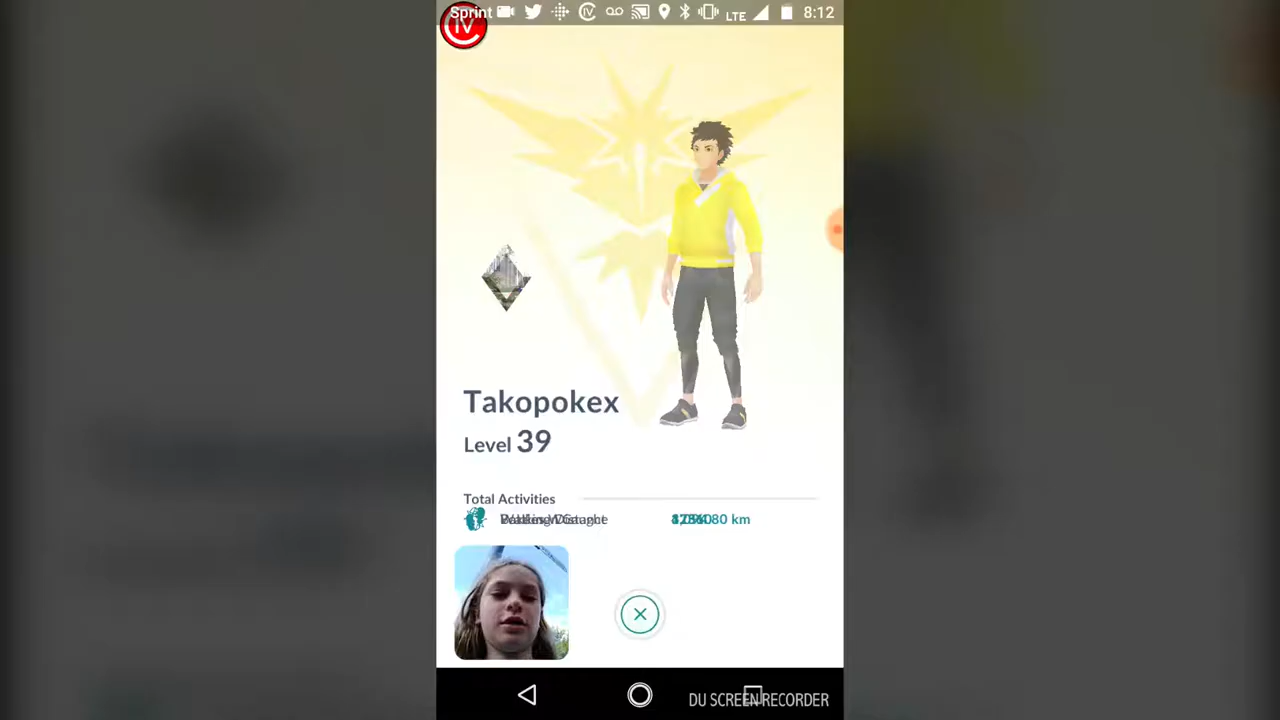 Sprint LTE 8:12
Takopokex
Level 39
Total Activities
DU SCREEN RECORDER